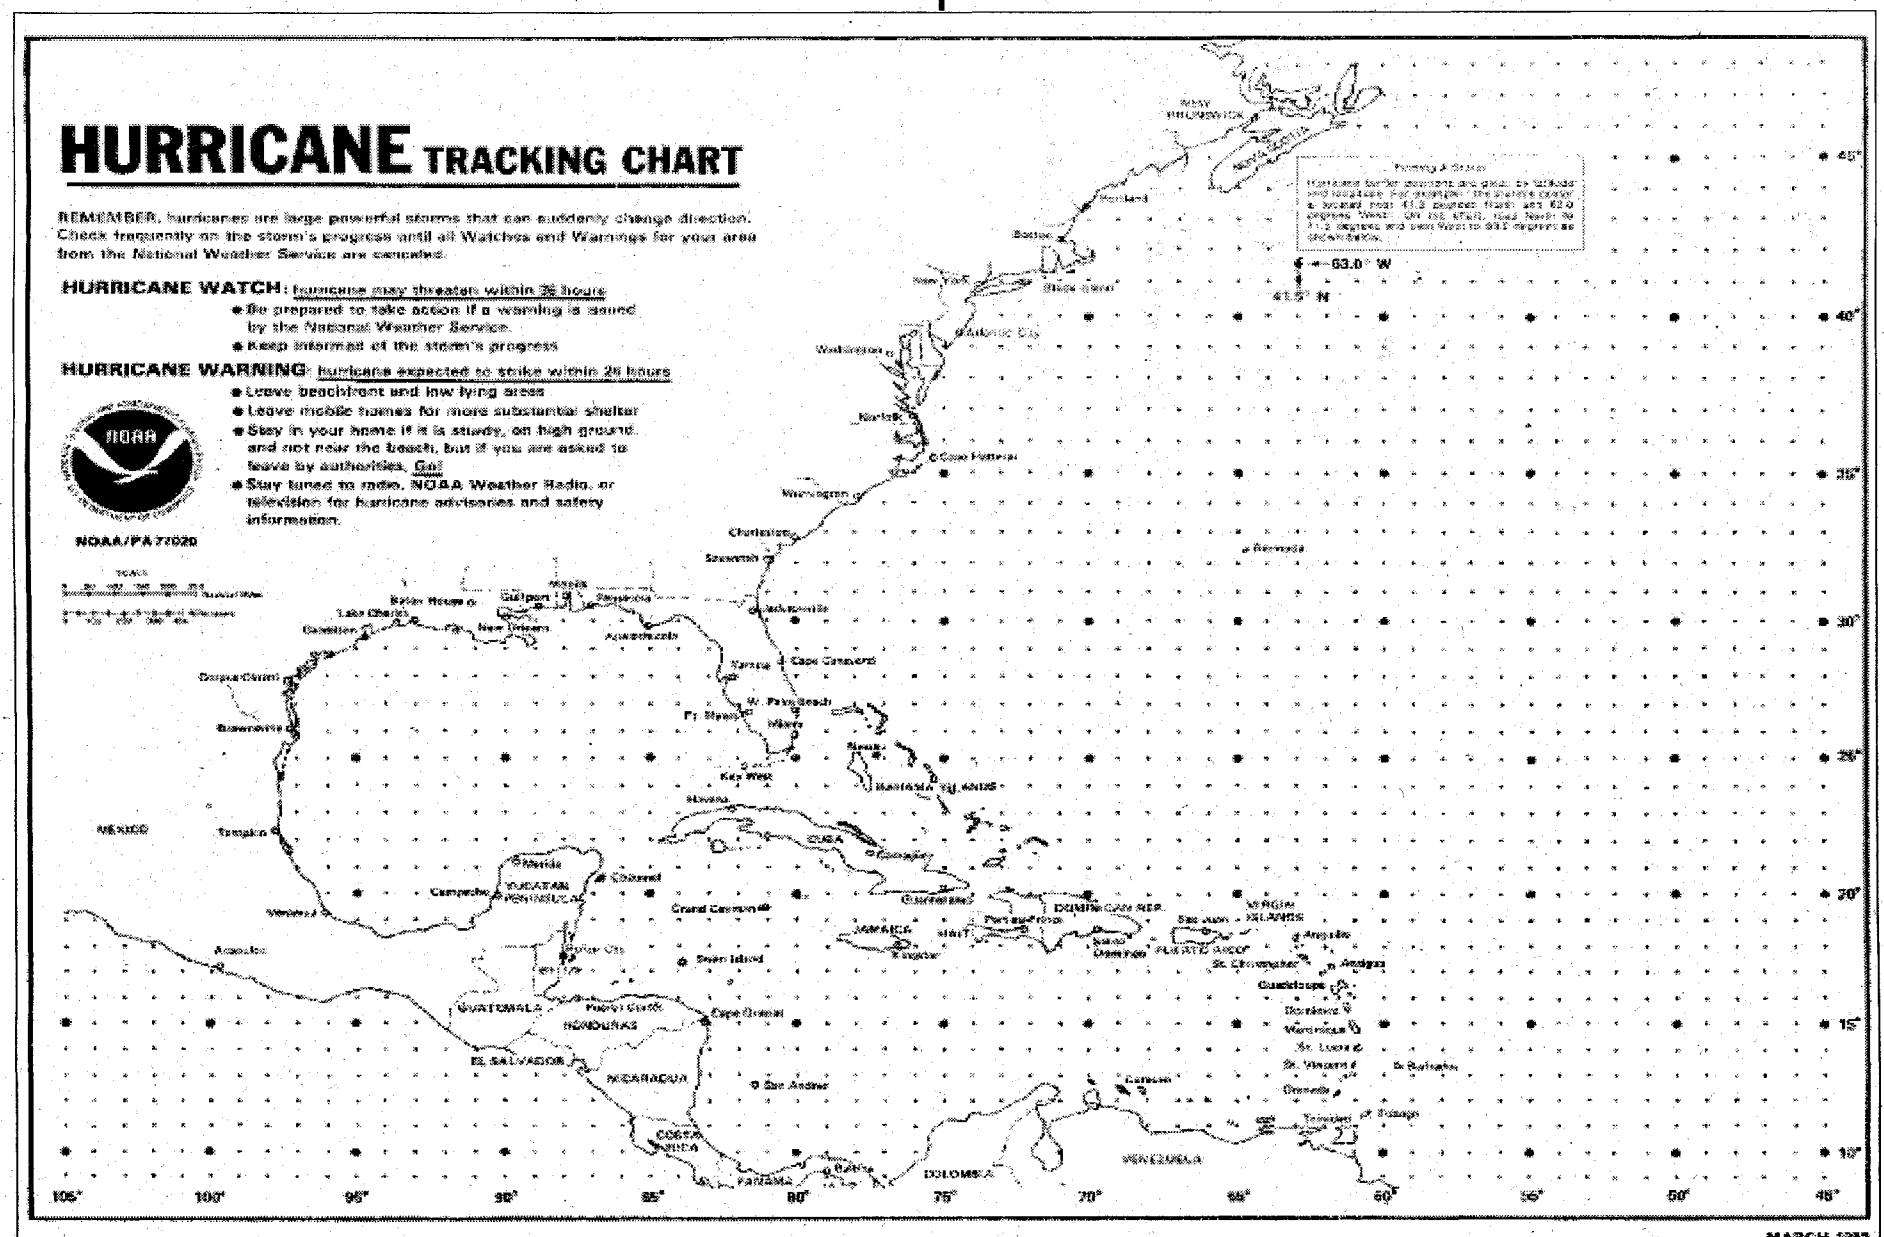 HURRICANE TRACKING CHART
REMEMBER, hurricanes are large powerful storms that can suddenly change direction.
Check frequently on the storm's progress until all Watches and Warnings for your area
from the National Weather Service are canceled.
HURRICANE WATCH: hurricane may threaten within 36 hours
● Be prepared to take action if a warning is issued
by the National Weather Service.
● Keep informed of the storm's progress
HURRICANE WARNING: hurricane expected to strike within 24 hours
● Leave beachfront and low lying areas
● Leave mobile homes for more substantial shelter
● Stay in your home if it is sturdy, on high ground,
and not near the beach, but if you are asked to
leave by authorities, Go!
● Stay tuned to radio, NOAA Weather Radio, or
television for hurricane advisories and safety
information.
NOAA
NOAA/PA 77020
SCALE
NEW
BRUNSWICK
NOVA SCOTIA
Portland
Boston
New York
Block Island
Atlantic City
Washington
Norfolk
Cape Hatteras
Wilmington
Charleston
Savannah
Bermuda
Jacksonville
Mobile
Gulfport
Pensacola
Baton Rouge
Lake Charles
New Orleans
Galveston
Apalachicola
Tampa
Cape Canaveral
Corpus Christi
W. Palm Beach
Ft. Myers
Miami
Brownsville
Nassau
Key West
BAHAMA ISLANDS
Havana
MEXICO
Tampico
CUBA
Camaguey
Merida
Cozumel
Campeche
YUCATAN
PENINSULA
Guantanamo
Grand Cayman
DOMINICAN REP.
VIRGIN
ISLANDS
Veracruz
Port-au-Prince
San Juan
JAMAICA
HAITI
Anguilla
Acapulco
Kingston
Santo
Domingo
PUERTO RICO
Swan Island
St. Christopher
Antigua
Guadeloupe
GUATEMALA
Puerto Cortes
Dominica
HONDURAS
Cape Gracias
Martinique
St. Lucia
EL SALVADOR
St. Vincent
Barbados
NICARAGUA
San Andres
Curacao
Grenada
Trinidad
Tobago
COSTA
RICA
PANAMA
COLOMBIA
VENEZUELA
Plotting A Storm
63.0° W
41.5° N
45°
40°
35°
30°
25°
20°
15°
10°
105° 100° 95° 90° 85° 80° 75° 70° 65° 60° 55° 50° 45°